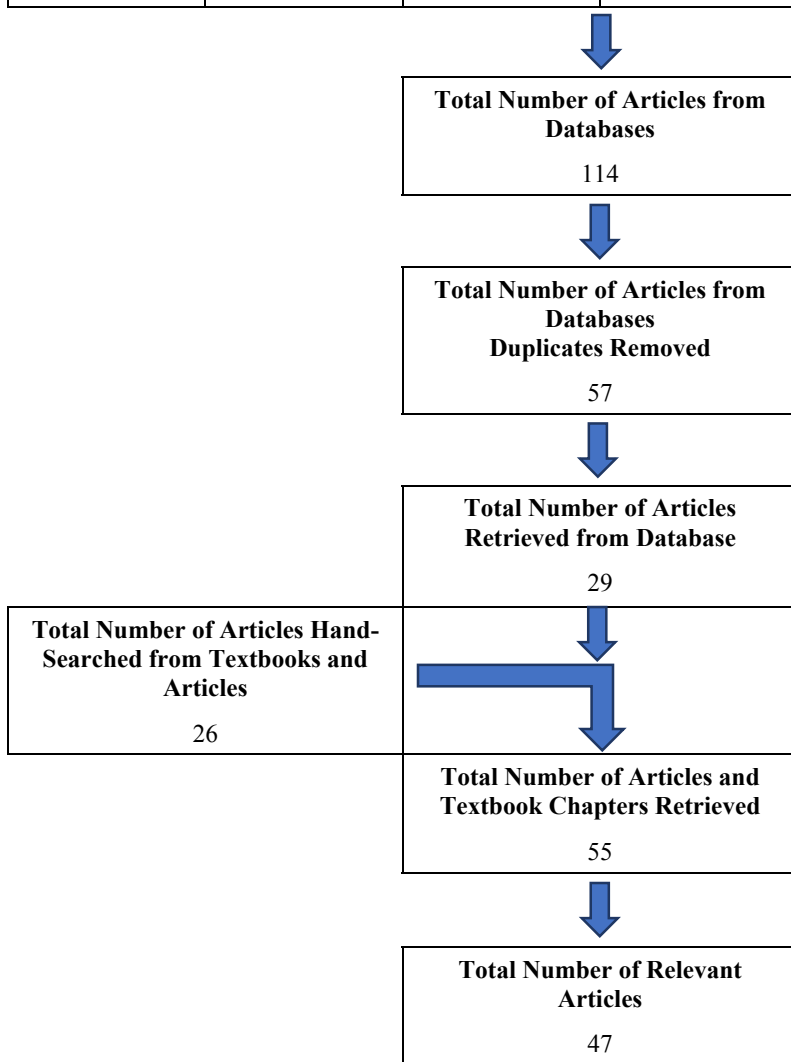 Total Number of Articles from
Databases
114
Total Number of Articles from
Databases
Duplicates Removed
57
Total Number of Articles
Retrieved from Database
29
Total Number of Articles Hand-
Searched from Textbooks and
Articles
26
Total Number of Articles and
Textbook Chapters Retrieved
55
Total Number of Relevant
Articles
47